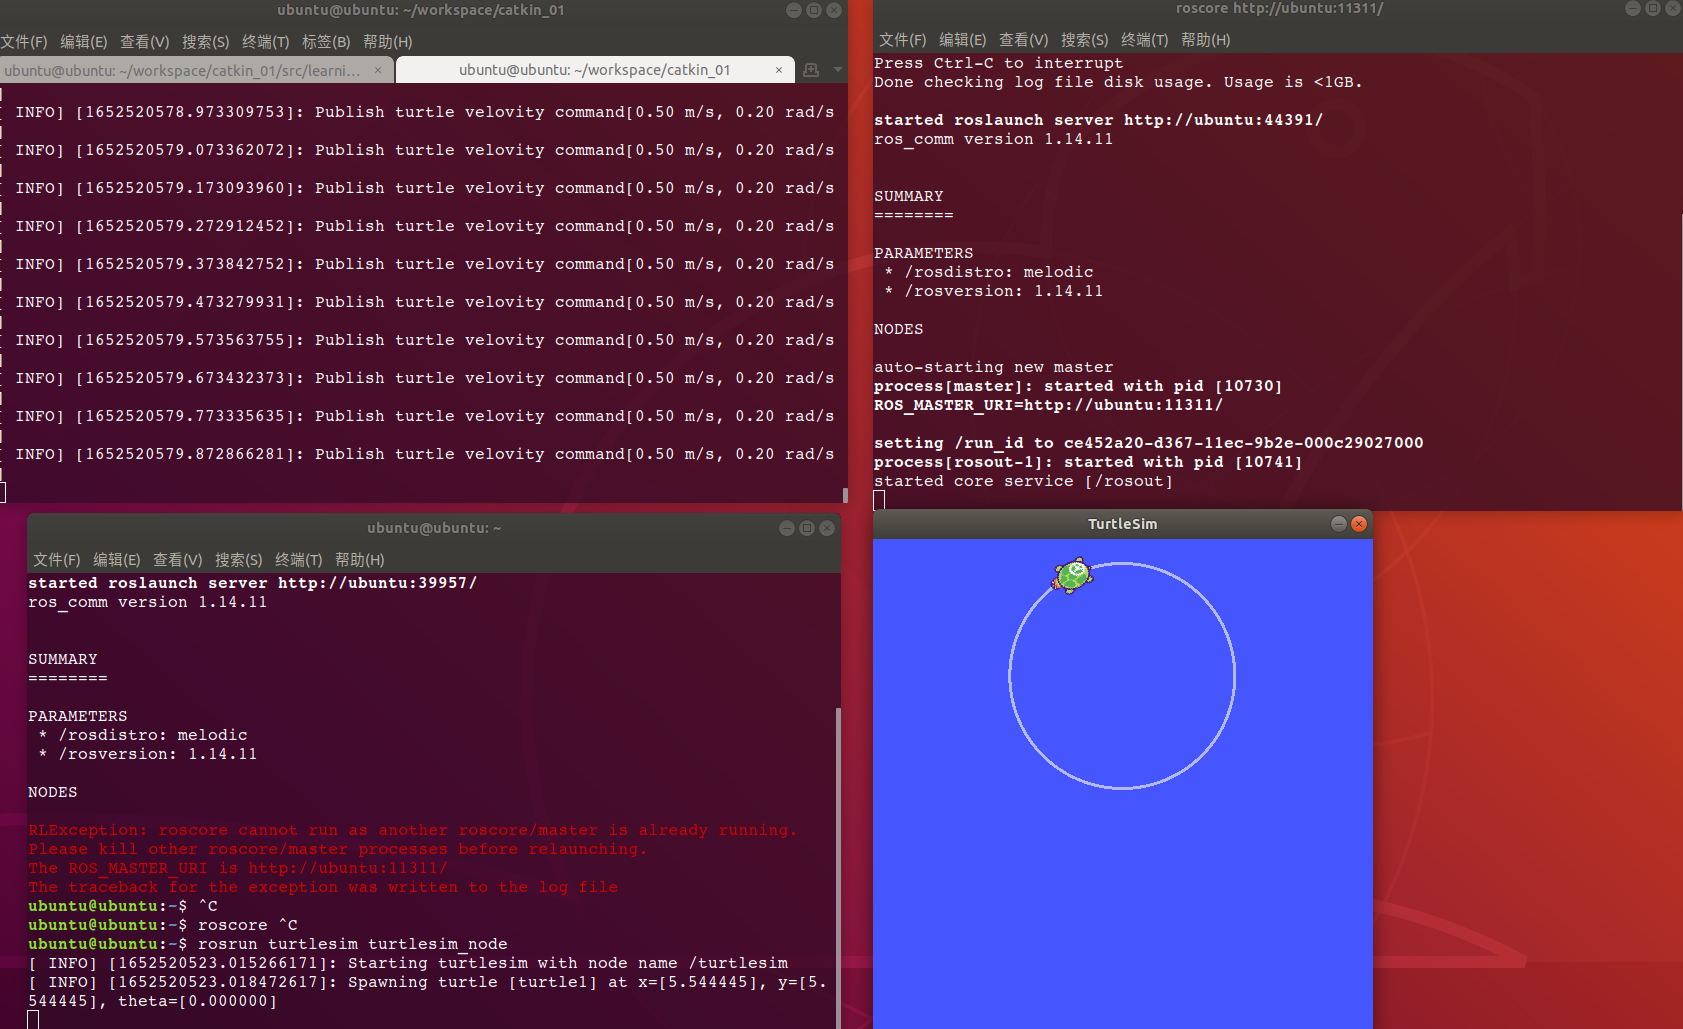 ubuntu@ubuntu: ~/workspace/catkin_01
文件(F) 编辑(E) 查看(V) 搜索(S) 终端(T) 标签(B) 帮助(H)
ubuntu@ubuntu: ~/workspace/catkin_01/src/learni... × ubuntu@ubuntu: ~/workspace/catkin_01 ×
]
[ INFO] [1652520578.973309753]: Publish turtle velovity command[0.50 m/s, 0.20 rad/s
]
[ INFO] [1652520579.073362072]: Publish turtle velovity command[0.50 m/s, 0.20 rad/s
]
[ INFO] [1652520579.173093960]: Publish turtle velovity command[0.50 m/s, 0.20 rad/s
]
[ INFO] [1652520579.272912452]: Publish turtle velovity command[0.50 m/s, 0.20 rad/s
]
[ INFO] [1652520579.373842752]: Publish turtle velovity command[0.50 m/s, 0.20 rad/s
]
[ INFO] [1652520579.473279931]: Publish turtle velovity command[0.50 m/s, 0.20 rad/s
]
[ INFO] [1652520579.573563755]: Publish turtle velovity command[0.50 m/s, 0.20 rad/s
]
[ INFO] [1652520579.673432373]: Publish turtle velovity command[0.50 m/s, 0.20 rad/s
]
[ INFO] [1652520579.773335635]: Publish turtle velovity command[0.50 m/s, 0.20 rad/s
]
[ INFO] [1652520579.872866281]: Publish turtle velovity command[0.50 m/s, 0.20 rad/s
]
roscore http://ubuntu:11311/
文件(F) 编辑(E) 查看(V) 搜索(S) 终端(T) 帮助(H)
Press Ctrl-C to interrupt
Done checking log file disk usage. Usage is <1GB.
started roslaunch server http://ubuntu:44391/
ros_comm version 1.14.11
SUMMARY
========
PARAMETERS
* /rosdistro: melodic
* /rosversion: 1.14.11
NODES
auto-starting new master
process[master]: started with pid [10730]
ROS_MASTER_URI=http://ubuntu:11311/
setting /run_id to ce452a20-d367-11ec-9b2e-000c29027000
process[rosout-1]: started with pid [10741]
started core service [/rosout]
ubuntu@ubuntu: ~
文件(F) 编辑(E) 查看(V) 搜索(S) 终端(T) 帮助(H)
started roslaunch server http://ubuntu:39957/
ros_comm version 1.14.11
SUMMARY
========
PARAMETERS
* /rosdistro: melodic
* /rosversion: 1.14.11
NODES
RLException: roscore cannot run as another roscore/master is already running.
Please kill other roscore/master processes before relaunching.
The ROS_MASTER_URI is http://ubuntu:11311/
The traceback for the exception was written to the log file
ubuntu@ubuntu:~$ ^C
ubuntu@ubuntu:~$ roscore ^C
ubuntu@ubuntu:~$ rosrun turtlesim turtlesim_node
[ INFO] [1652520523.015266171]: Starting turtlesim with node name /turtlesim
[ INFO] [1652520523.018472617]: Spawning turtle [turtle1] at x=[5.544445], y=[5.
544445], theta=[0.000000]
TurtleSim